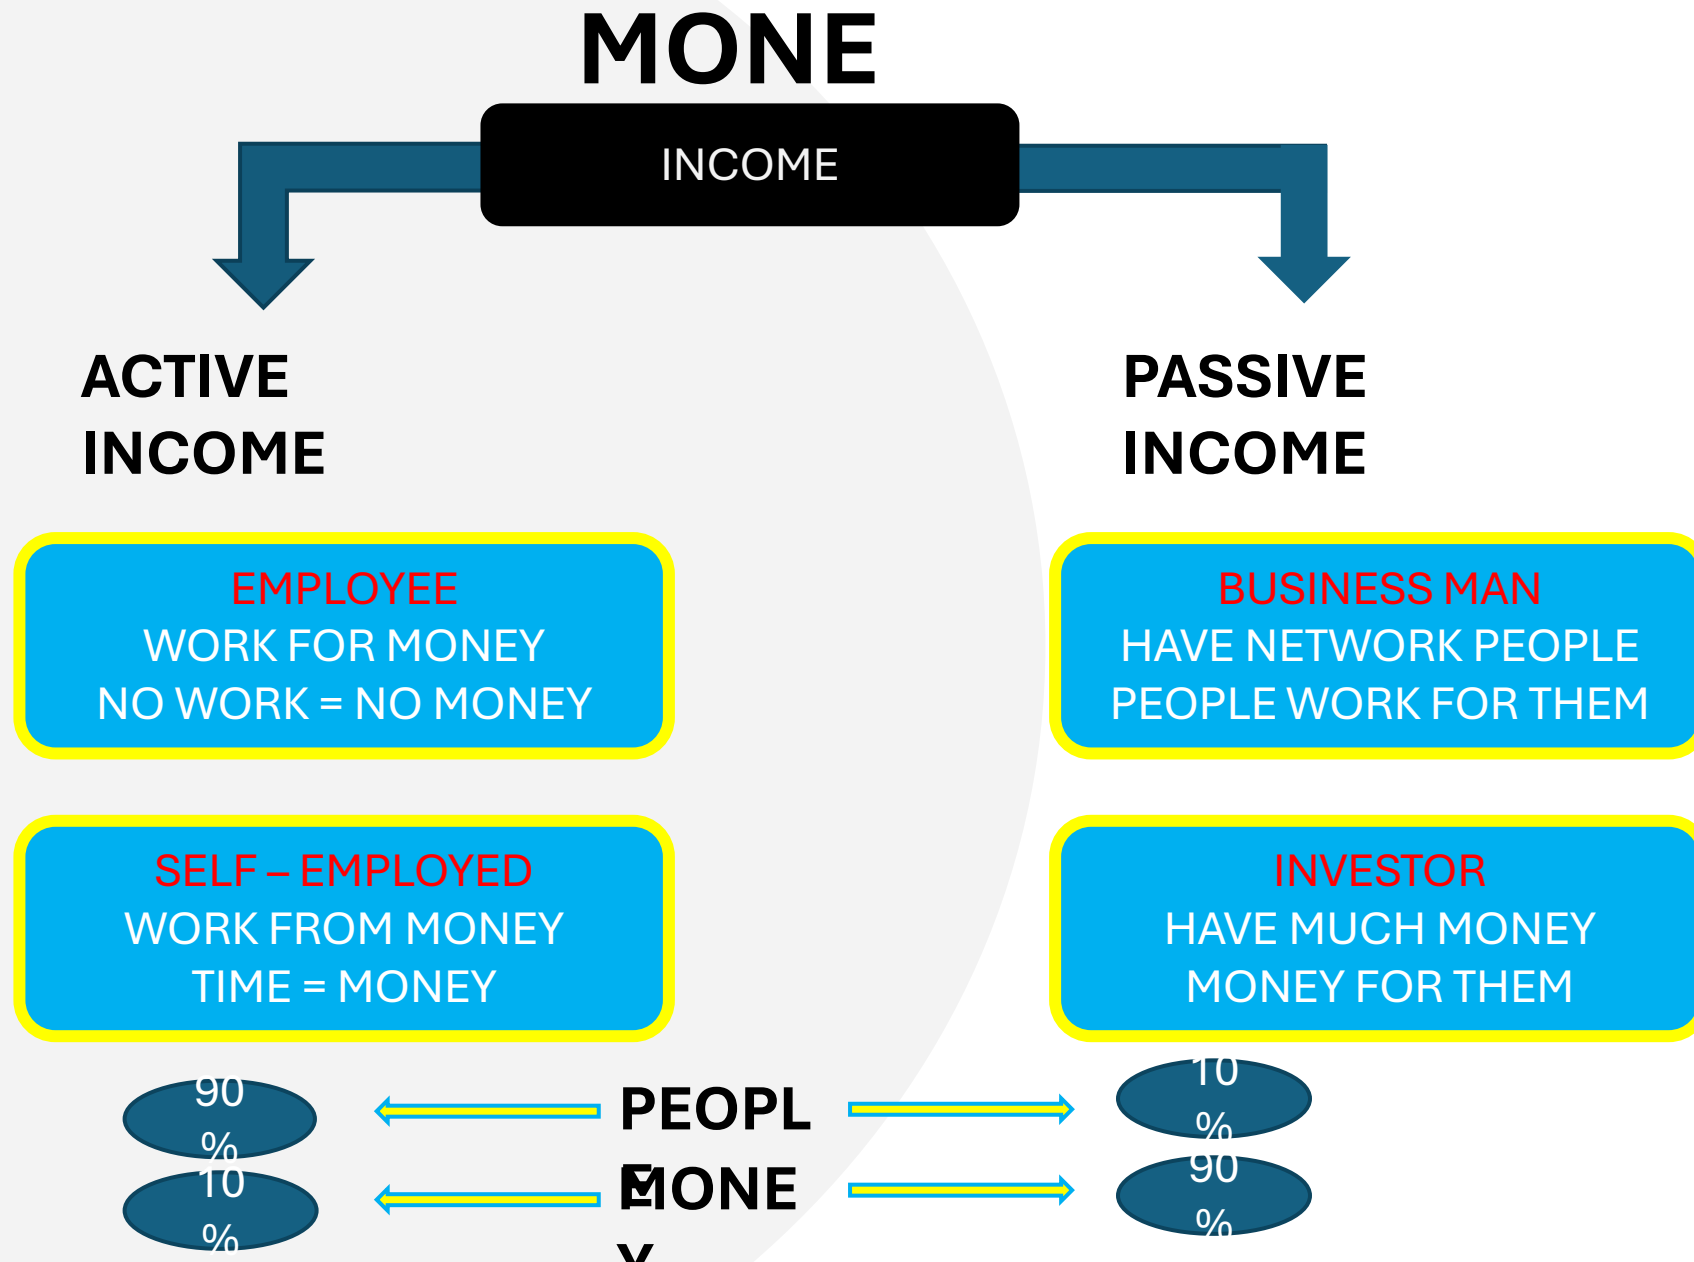 MONE
INCOME
ACTIVE
INCOME
PASSIVE
INCOME
EMPLOYEE
WORK FOR MONEY
NO WORK = NO MONEY
BUSINESS MAN
HAVE NETWORK PEOPLE
PEOPLE WORK FOR THEM
SELF – EMPLOYED
WORK FROM MONEY
TIME = MONEY
INVESTOR
HAVE MUCH MONEY
MONEY FOR THEM
90
%
PEOPL
E
10
%
10
%
MONE
Y
90
%